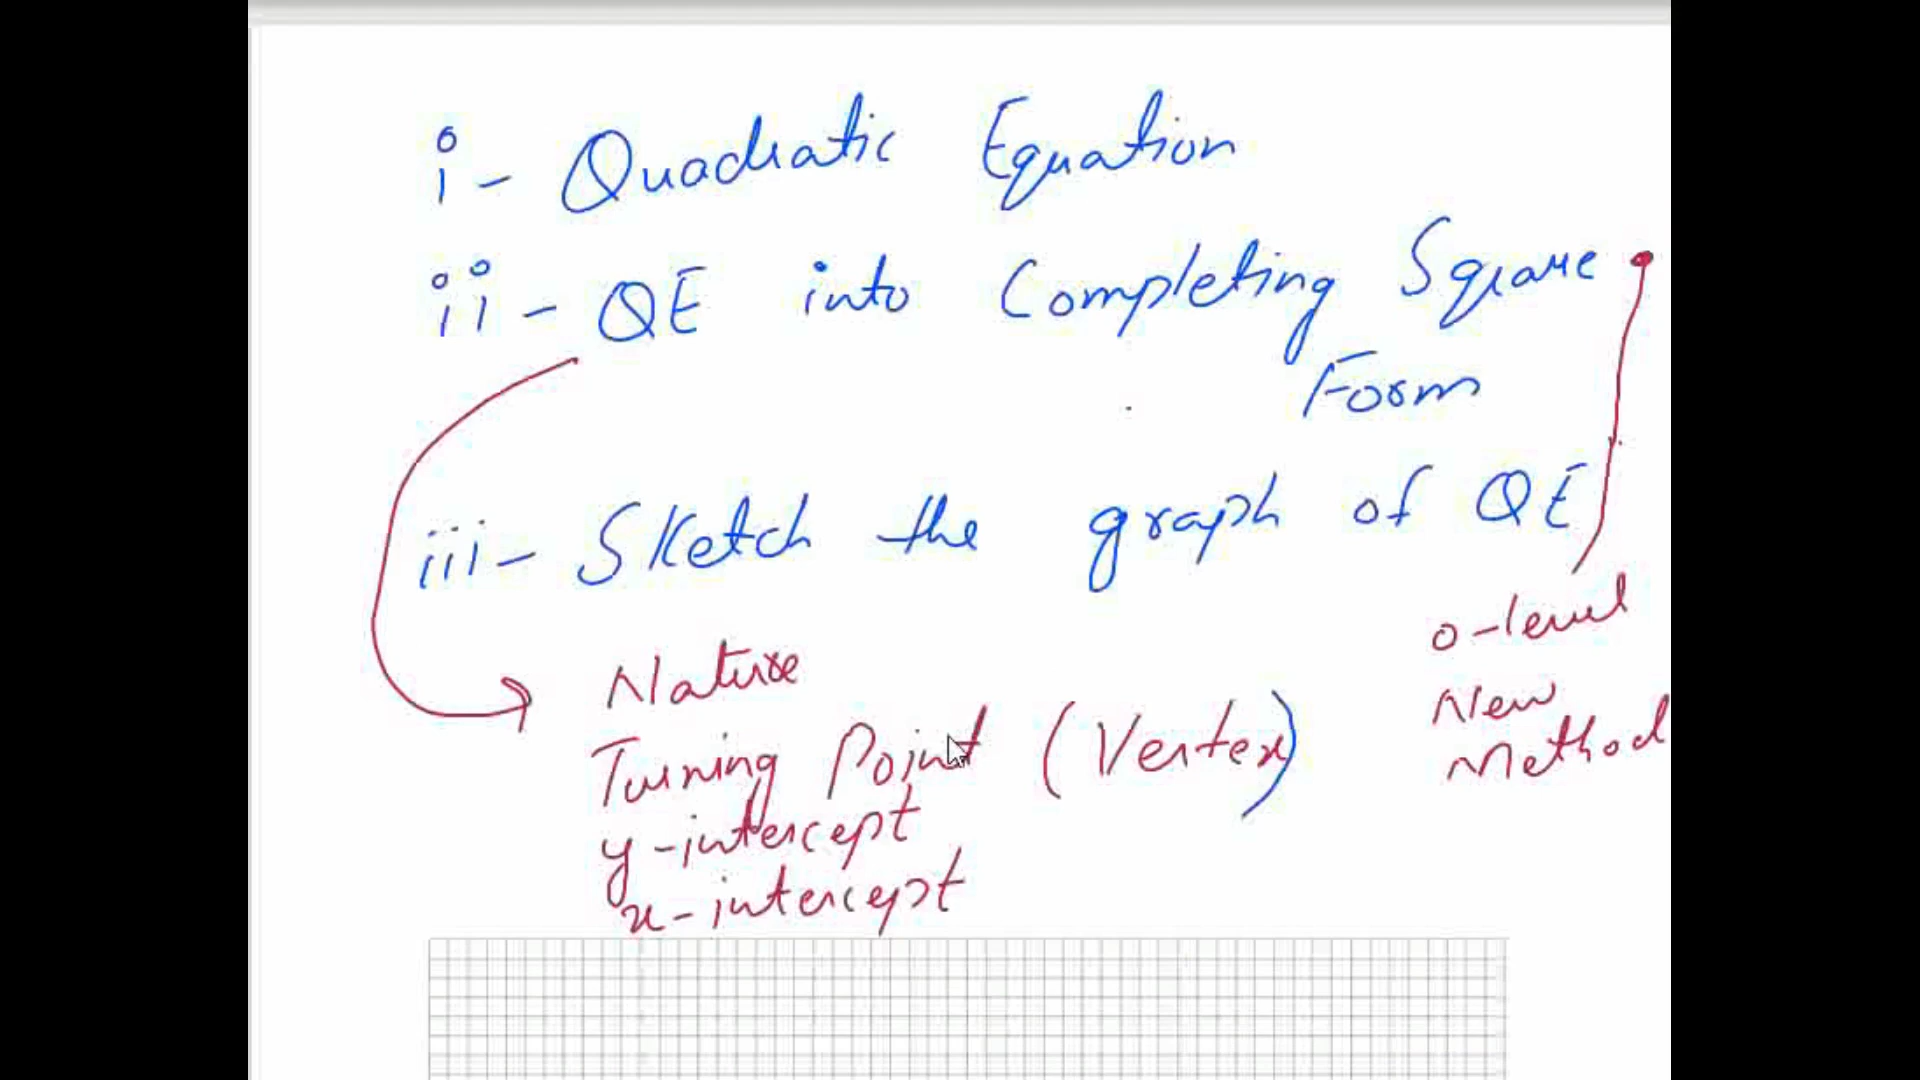 i- Quadratic Equation
ii- QE into Completing Square
Form
iii- Sketch the graph of QE
Nature
Turning Point (Vertex)
y-intercept
x-intercept
O-level
New
Method